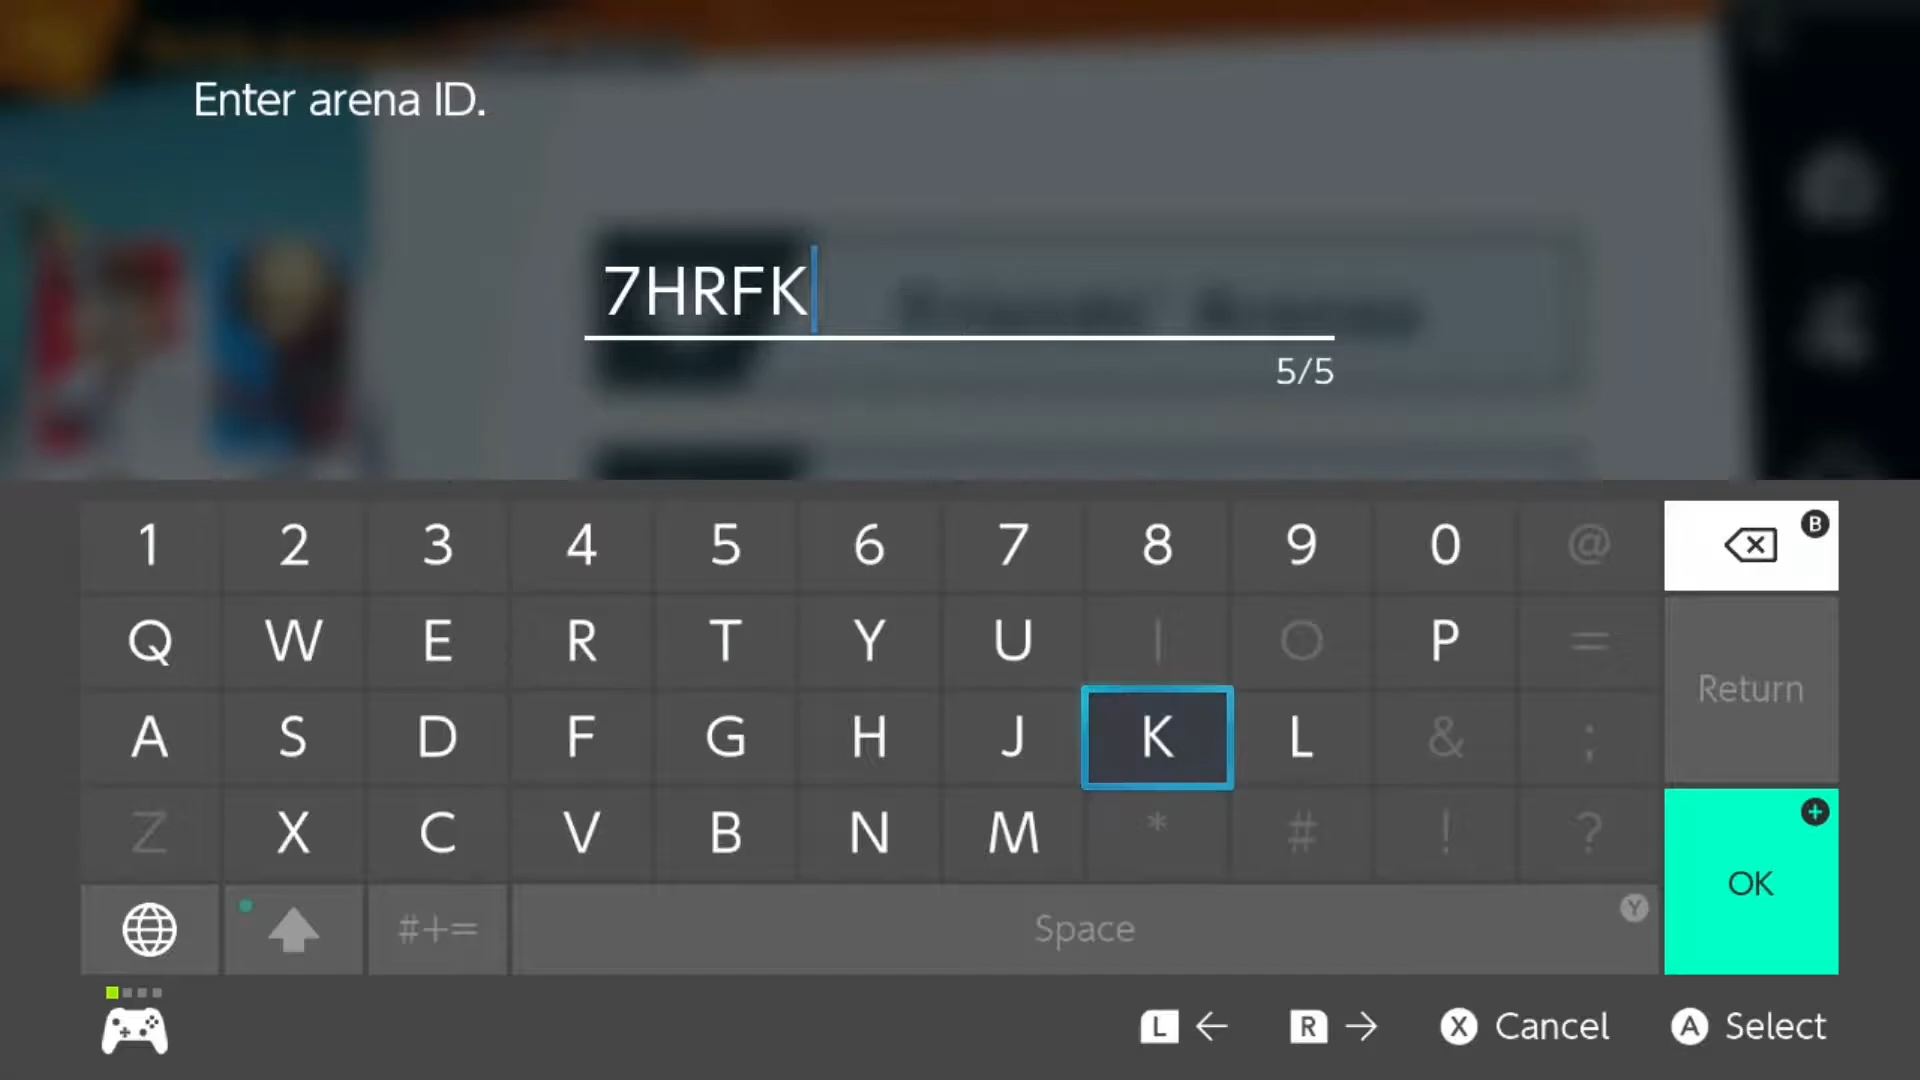 Enter arena ID.
7HRFK
5/5
1 2 3 4 5 6 7 8 9 0 @ B
Q W E R T Y U I O P = Return
A S D F G H J K L & ;
Z X C V B N M * # ! ? + OK
#+= Space Y
L ← R → X Cancel A Select